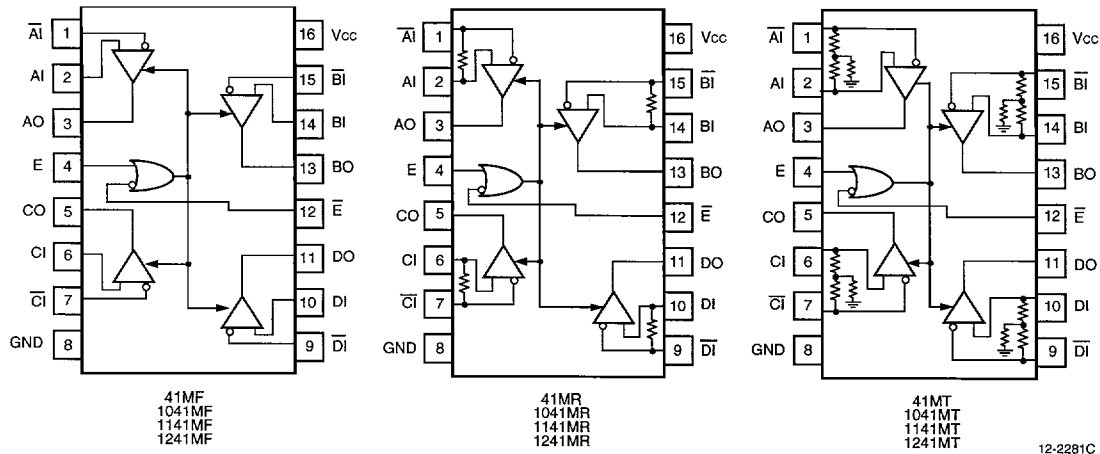 A̅I̅ 1 16 VCC
AI 2 15 B̅I̅
AO 3 14 BI
E 4 13 BO
CO 5 12 E̅
CI 6 11 DO
C̅I̅ 7 10 DI
GND 8 9 D̅I̅
41MF
1041MF
1141MF
1241MF
A̅I̅ 1 16 VCC
AI 2 15 B̅I̅
AO 3 14 BI
E 4 13 BO
CO 5 12 E̅
CI 6 11 DO
C̅I̅ 7 10 DI
GND 8 9 D̅I̅
41MR
1041MR
1141MR
1241MR
A̅I̅ 1 16 VCC
AI 2 15 B̅I̅
AO 3 14 BI
E 4 13 BO
CO 5 12 E̅
CI 6 11 DO
C̅I̅ 7 10 DI
GND 8 9 D̅I̅
41MT
1041MT
1141MT
1241MT
12-2281C